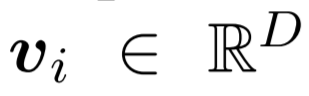 𝒗ᵢ ∈ ℝᴰ